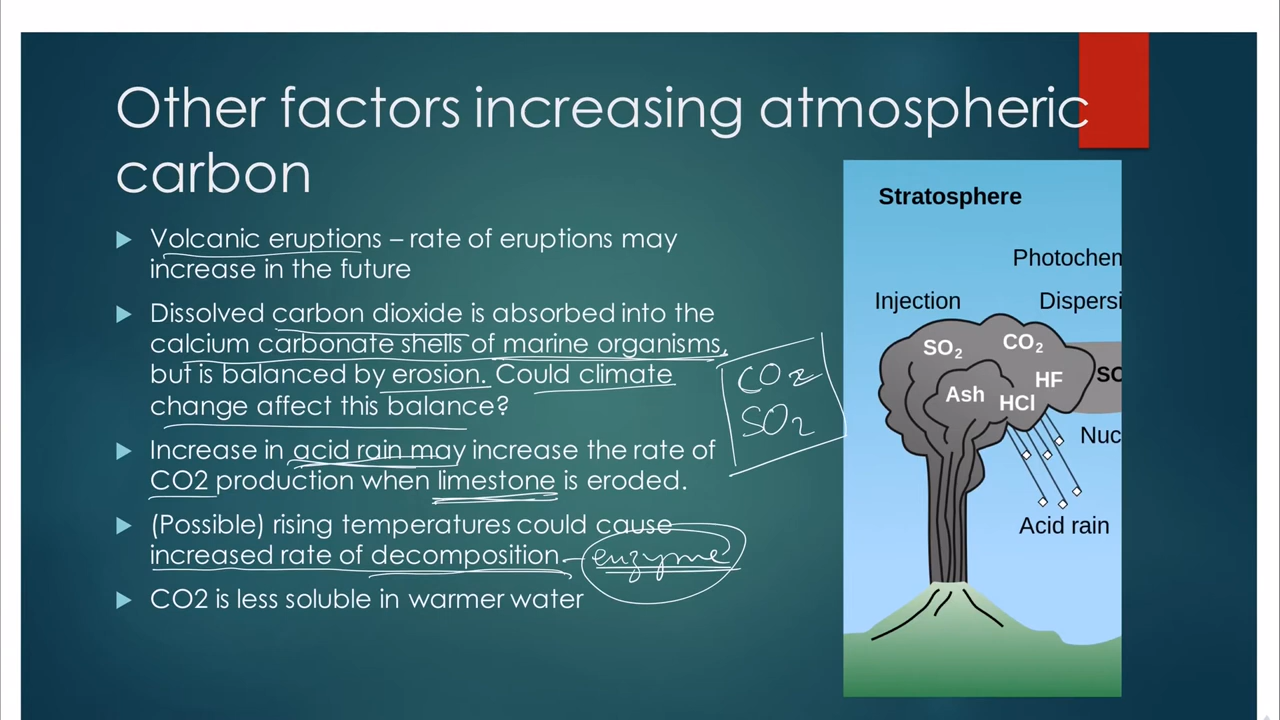 Other factors increasing atmospheric
carbon
Volcanic eruptions – rate of eruptions may
increase in the future
Dissolved carbon dioxide is absorbed into the
calcium carbonate shells of marine organisms,
but is balanced by erosion. Could climate
change affect this balance?
Increase in acid rain may increase the rate of
CO2 production when limestone is eroded.
(Possible) rising temperatures could cause
increased rate of decomposition.
enzyme
CO2 is less soluble in warmer water
CO2
SO2
Stratosphere
Photochem
Injection
Dispersi
SO2
CO2
HF
SO
Ash
HCl
Nuc
Acid rain